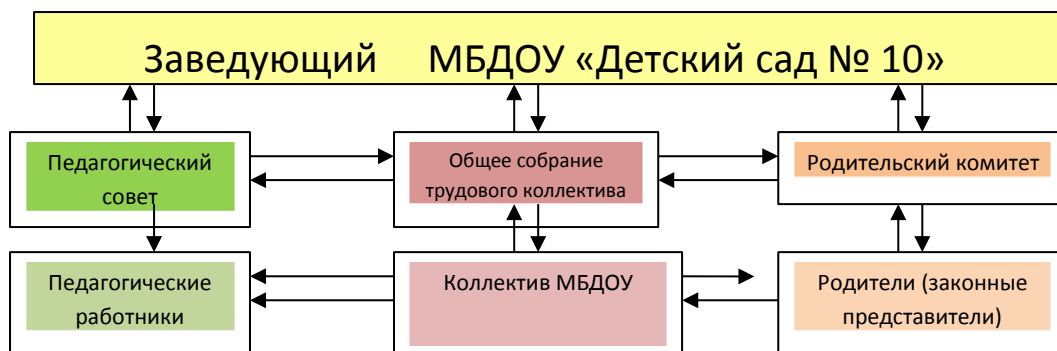 Заведующий МБДОУ «Детский сад № 10»
Педагогический
совет
Общее собрание
трудового коллектива
Родительский комитет
Педагогические
работники
Коллектив МБДОУ
Родители (законные
представители)